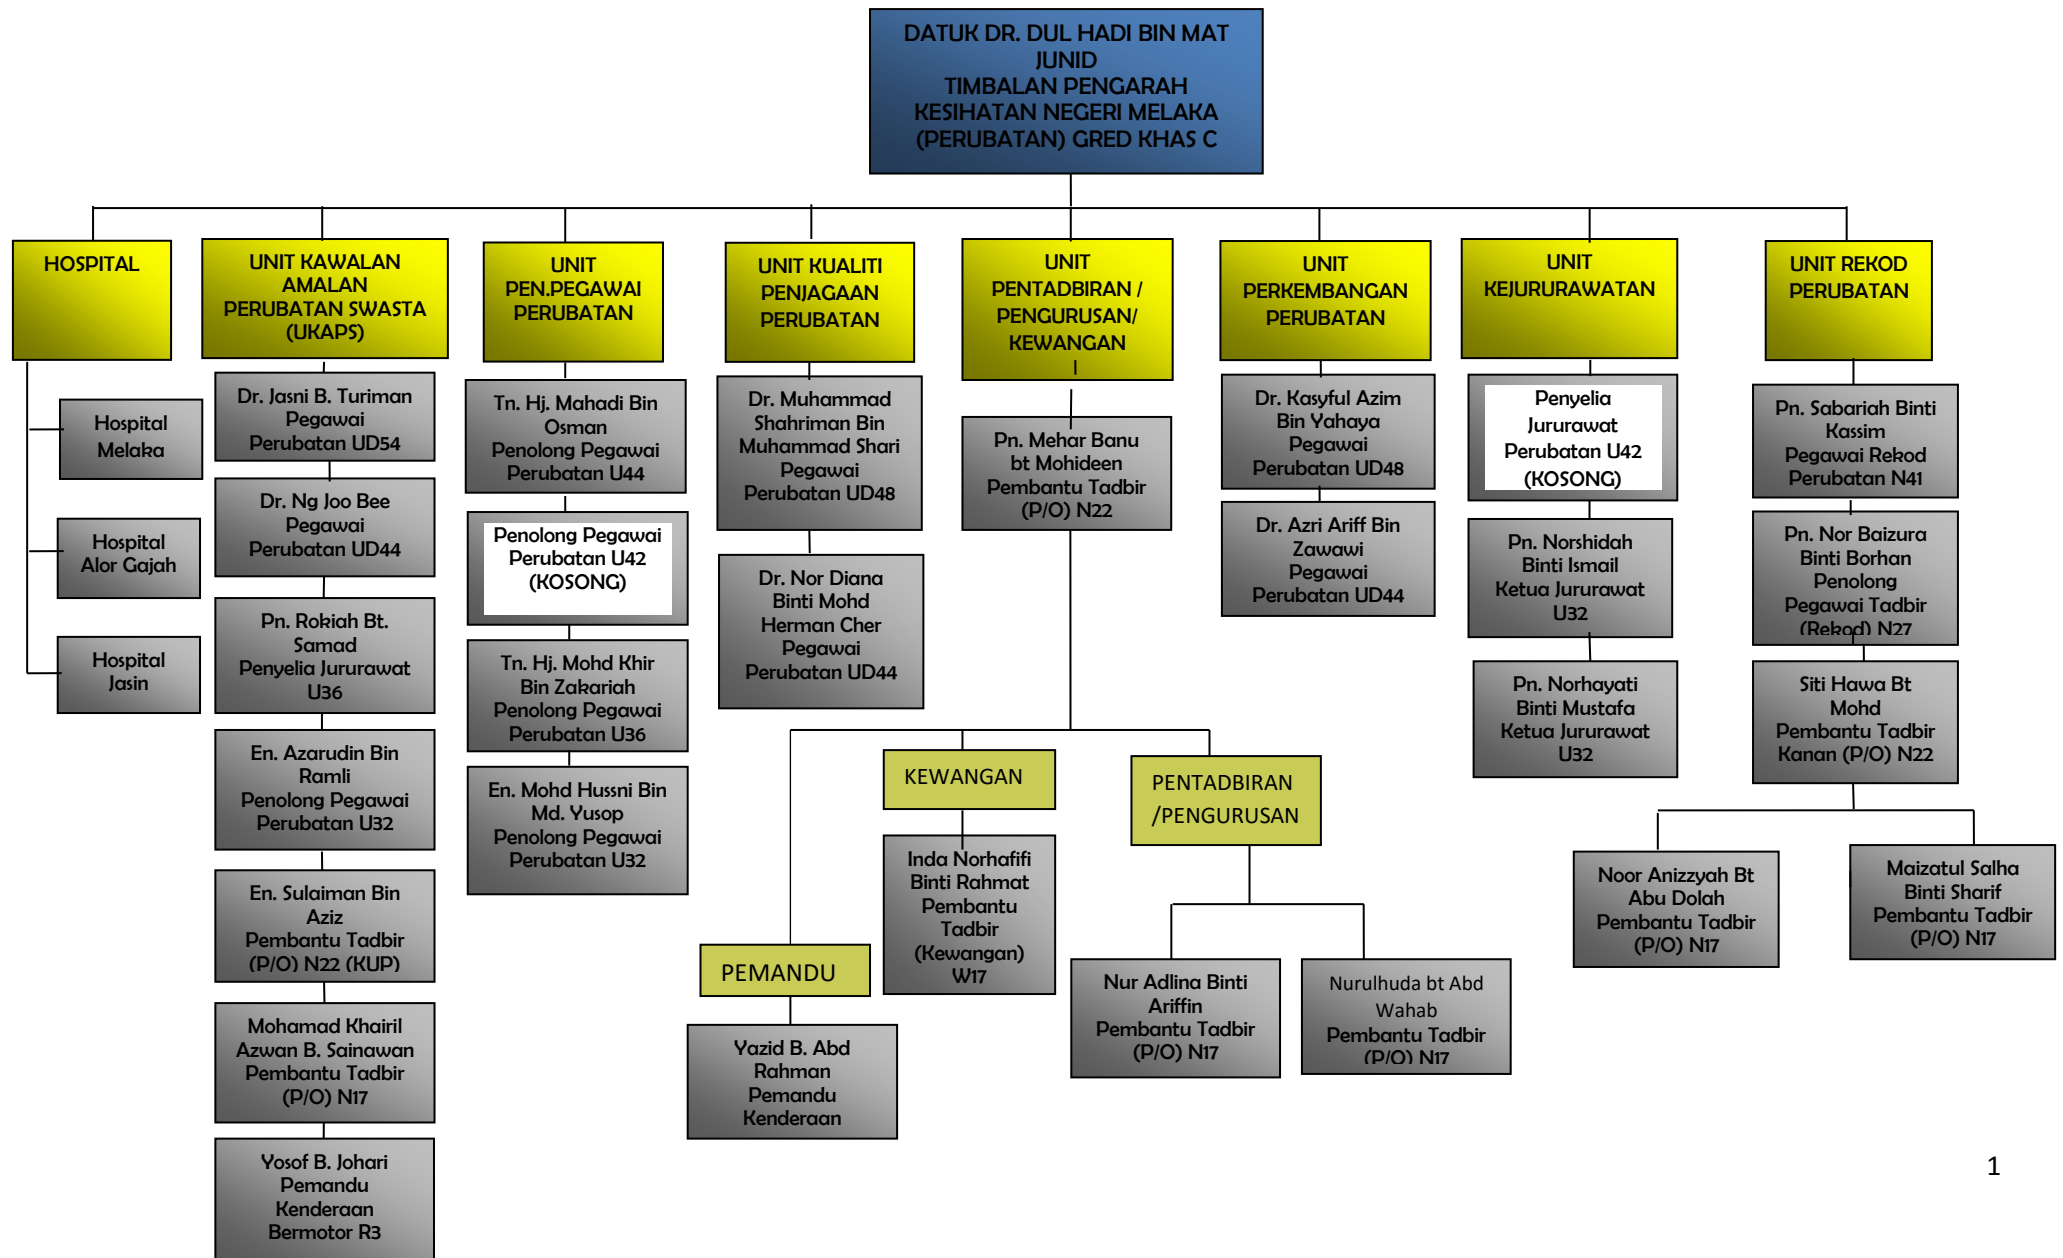 DATUK DR. DUL HADI BIN MAT
JUNID
TIMBALAN PENGARAH
KESIHATAN NEGERI MELAKA
(PERUBATAN) GRED KHAS C
HOSPITAL
Hospital
Melaka
Hospital
Alor Gajah
Hospital
Jasin
UNIT KAWALAN
AMALAN
PERUBATAN SWASTA
(UKAPS)
Dr. Jasni B. Turiman
Pegawai
Perubatan UD54
Dr. Ng Joo Bee
Pegawai
Perubatan UD44
Pn. Rokiah Bt.
Samad
Penyelia Jururawat
U36
En. Azarudin Bin
Ramli
Penolong Pegawai
Perubatan U32
En. Sulaiman Bin
Aziz
Pembantu Tadbir
(P/O) N22 (KUP)
Mohamad Khairil
Azwan B. Sainawan
Pembantu Tadbir
(P/O) N17
Yosof B. Johari
Pemandu
Kenderaan
Bermotor R3
UNIT
PEN.PEGAWAI
PERUBATAN
Tn. Hj. Mahadi Bin
Osman
Penolong Pegawai
Perubatan U44
Penolong Pegawai
Perubatan U42
(KOSONG)
Tn. Hj. Mohd Khir
Bin Zakariah
Penolong Pegawai
Perubatan U36
En. Mohd Hussni Bin
Md. Yusop
Penolong Pegawai
Perubatan U32
UNIT KUALITI
PENJAGAAN
PERUBATAN
Dr. Muhammad
Shahriman Bin
Muhammad Shari
Pegawai
Perubatan UD48
Dr. Nor Diana
Binti Mohd
Herman Cher
Pegawai
Perubatan UD44
UNIT
PENTADBIRAN /
PENGURUSAN/
KEWANGAN
Pn. Mehar Banu
bt Mohideen
Pembantu Tadbir
(P/O) N22
PEMANDU
Yazid B. Abd
Rahman
Pemandu
Kenderaan
KEWANGAN
Inda Norhafifi
Binti Rahmat
Pembantu
Tadbir
(Kewangan)
W17
PENTADBIRAN
/PENGURUSAN
Nur Adlina Binti
Ariffin
Pembantu Tadbir
(P/O) N17
Nurulhuda bt Abd
Wahab
Pembantu Tadbir
(P/O) N17
UNIT
PERKEMBANGAN
PERUBATAN
Dr. Kasyful Azim
Bin Yahaya
Pegawai
Perubatan UD48
Dr. Azri Ariff Bin
Zawawi
Pegawai
Perubatan UD44
UNIT
KEJURURAWATAN
Penyelia
Jururawat
Perubatan U42
(KOSONG)
Pn. Norshidah
Binti Ismail
Ketua Jururawat
U32
Pn. Norhayati
Binti Mustafa
Ketua Jururawat
U32
UNIT REKOD
PERUBATAN
Pn. Sabariah Binti
Kassim
Pegawai Rekod
Perubatan N41
Pn. Nor Baizura
Binti Borhan
Penolong
Pegawai Tadbir
(Rekod) N27
Siti Hawa Bt
Mohd
Pembantu Tadbir
Kanan (P/O) N22
Noor Anizzyah Bt
Abu Dolah
Pembantu Tadbir
(P/O) N17
Maizatul Salha
Binti Sharif
Pembantu Tadbir
(P/O) N17
1